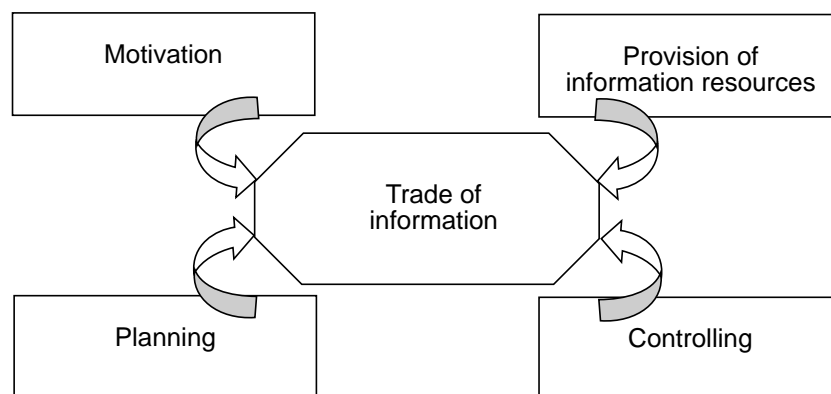 Motivation
Provision of
information resources
Trade of
information
Planning
Controlling